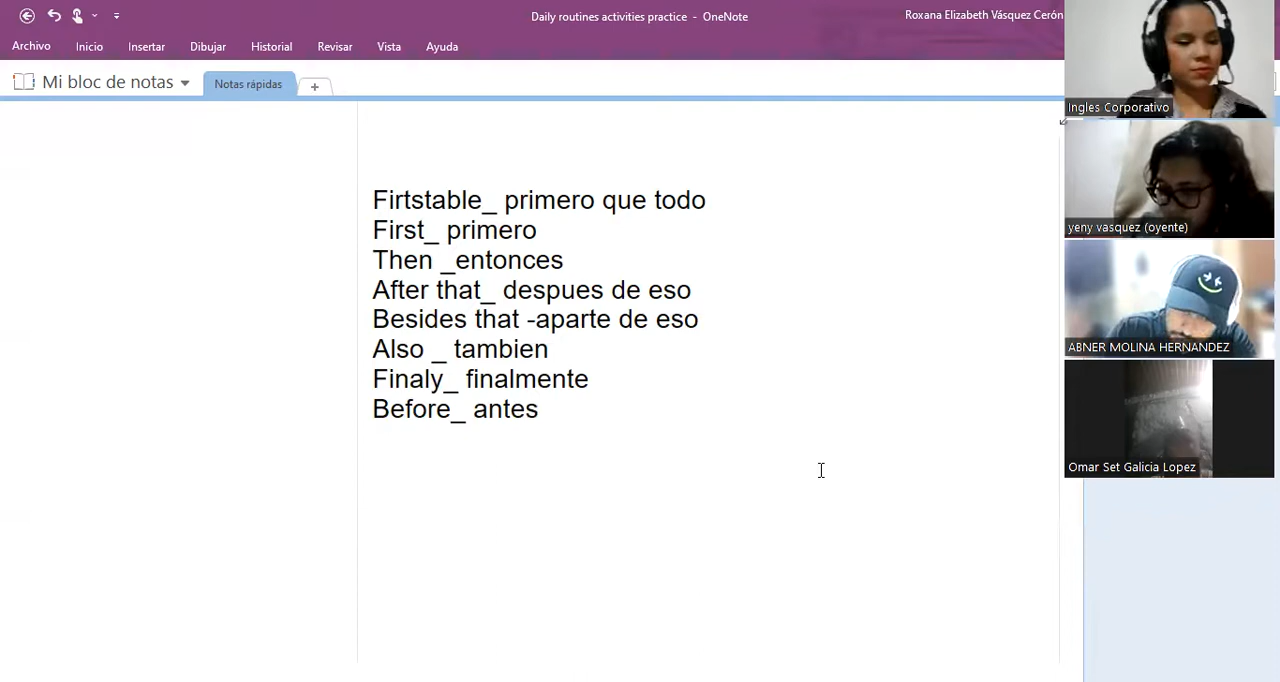 Daily routines activities practice - OneNote
Roxana Elizabeth Vásquez Cerón
Archivo Inicio Insertar Dibujar Historial Revisar Vista Ayuda
Mi bloc de notas Notas rápidas +
Firtstable_ primero que todo
First_ primero
Then _entonces
After that_ despues de eso
Besides that -aparte de eso
Also _ tambien
Finaly_ finalmente
Before_ antes
Ingles Corporativo
yeny vasquez (oyente)
ABNER MOLINA HERNANDEZ
Omar Set Galicia Lopez